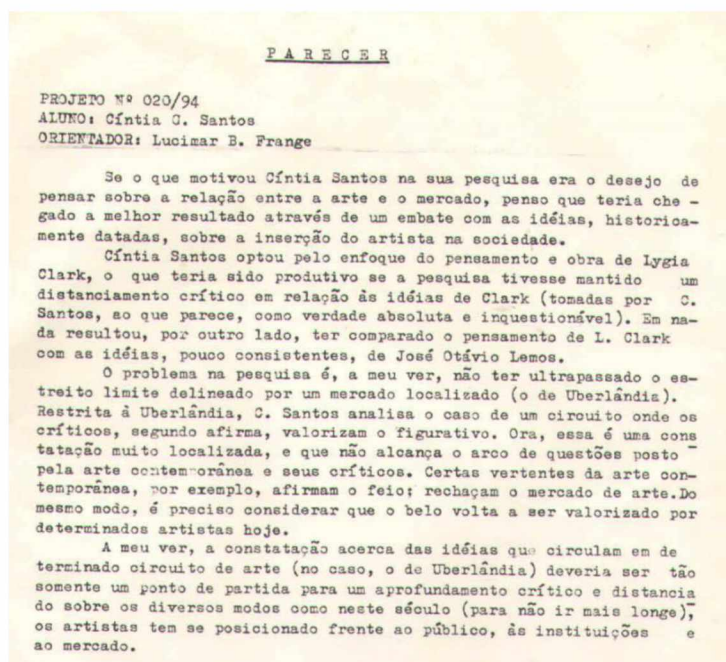 P A R E C E R
PROJETO Nº 020/94
ALUNO: Cíntia C. Santos
ORIENTADOR: Lucimar B. Frange
Se o que motivou Cíntia Santos na sua pesquisa era o desejo de
pensar sobre a relação entre a arte e o mercado, penso que teria che -
gado a melhor resultado através de um embate com as idéias, historica-
mente datadas, sobre a inserção do artista na sociedade.
Cíntia Santos optou pelo enfoque do pensamento e obra de Lygia
Clark, o que teria sido produtivo se a pesquisa tivesse mantido um
distanciamento crítico em relação às idéias de Clark (tomadas por C.
Santos, ao que parece, como verdade absoluta e inquestionável). Em na-
da resultou, por outro lado, ter comparado o pensamento de L. Clark
com as idéias, pouco consistentes, de José Otávio Lemos.
O problema na pesquisa é, a meu ver, não ter ultrapassado o es-
treito limite delineado por um mercado localizado (o de Uberlândia).
Restrita à Uberlândia, C. Santos analisa o caso de um circuito onde os
críticos, segundo afirma, valorizam o figurativo. Ora, essa é uma cons
tatação muito localizada, e que não alcança o arco de questões posto
pela arte contemporânea e seus críticos. Certas vertentes da arte con-
temporânea, por exemplo, afirmam o feio; rechaçam o mercado de arte.Do
mesmo modo, é preciso considerar que o belo volta a ser valorizado por
determinados artistas hoje.
A meu ver, a constatação acerca das idéias que circulam em de
terminado circuito de arte (no caso, o de Uberlândia) deveria ser tão
somente um ponto de partida para um aprofundamento crítico e distancia
do sobre os diversos modos como neste século (para não ir mais longe),
os artistas tem se posicionado frente ao público, às instituições e
ao mercado.